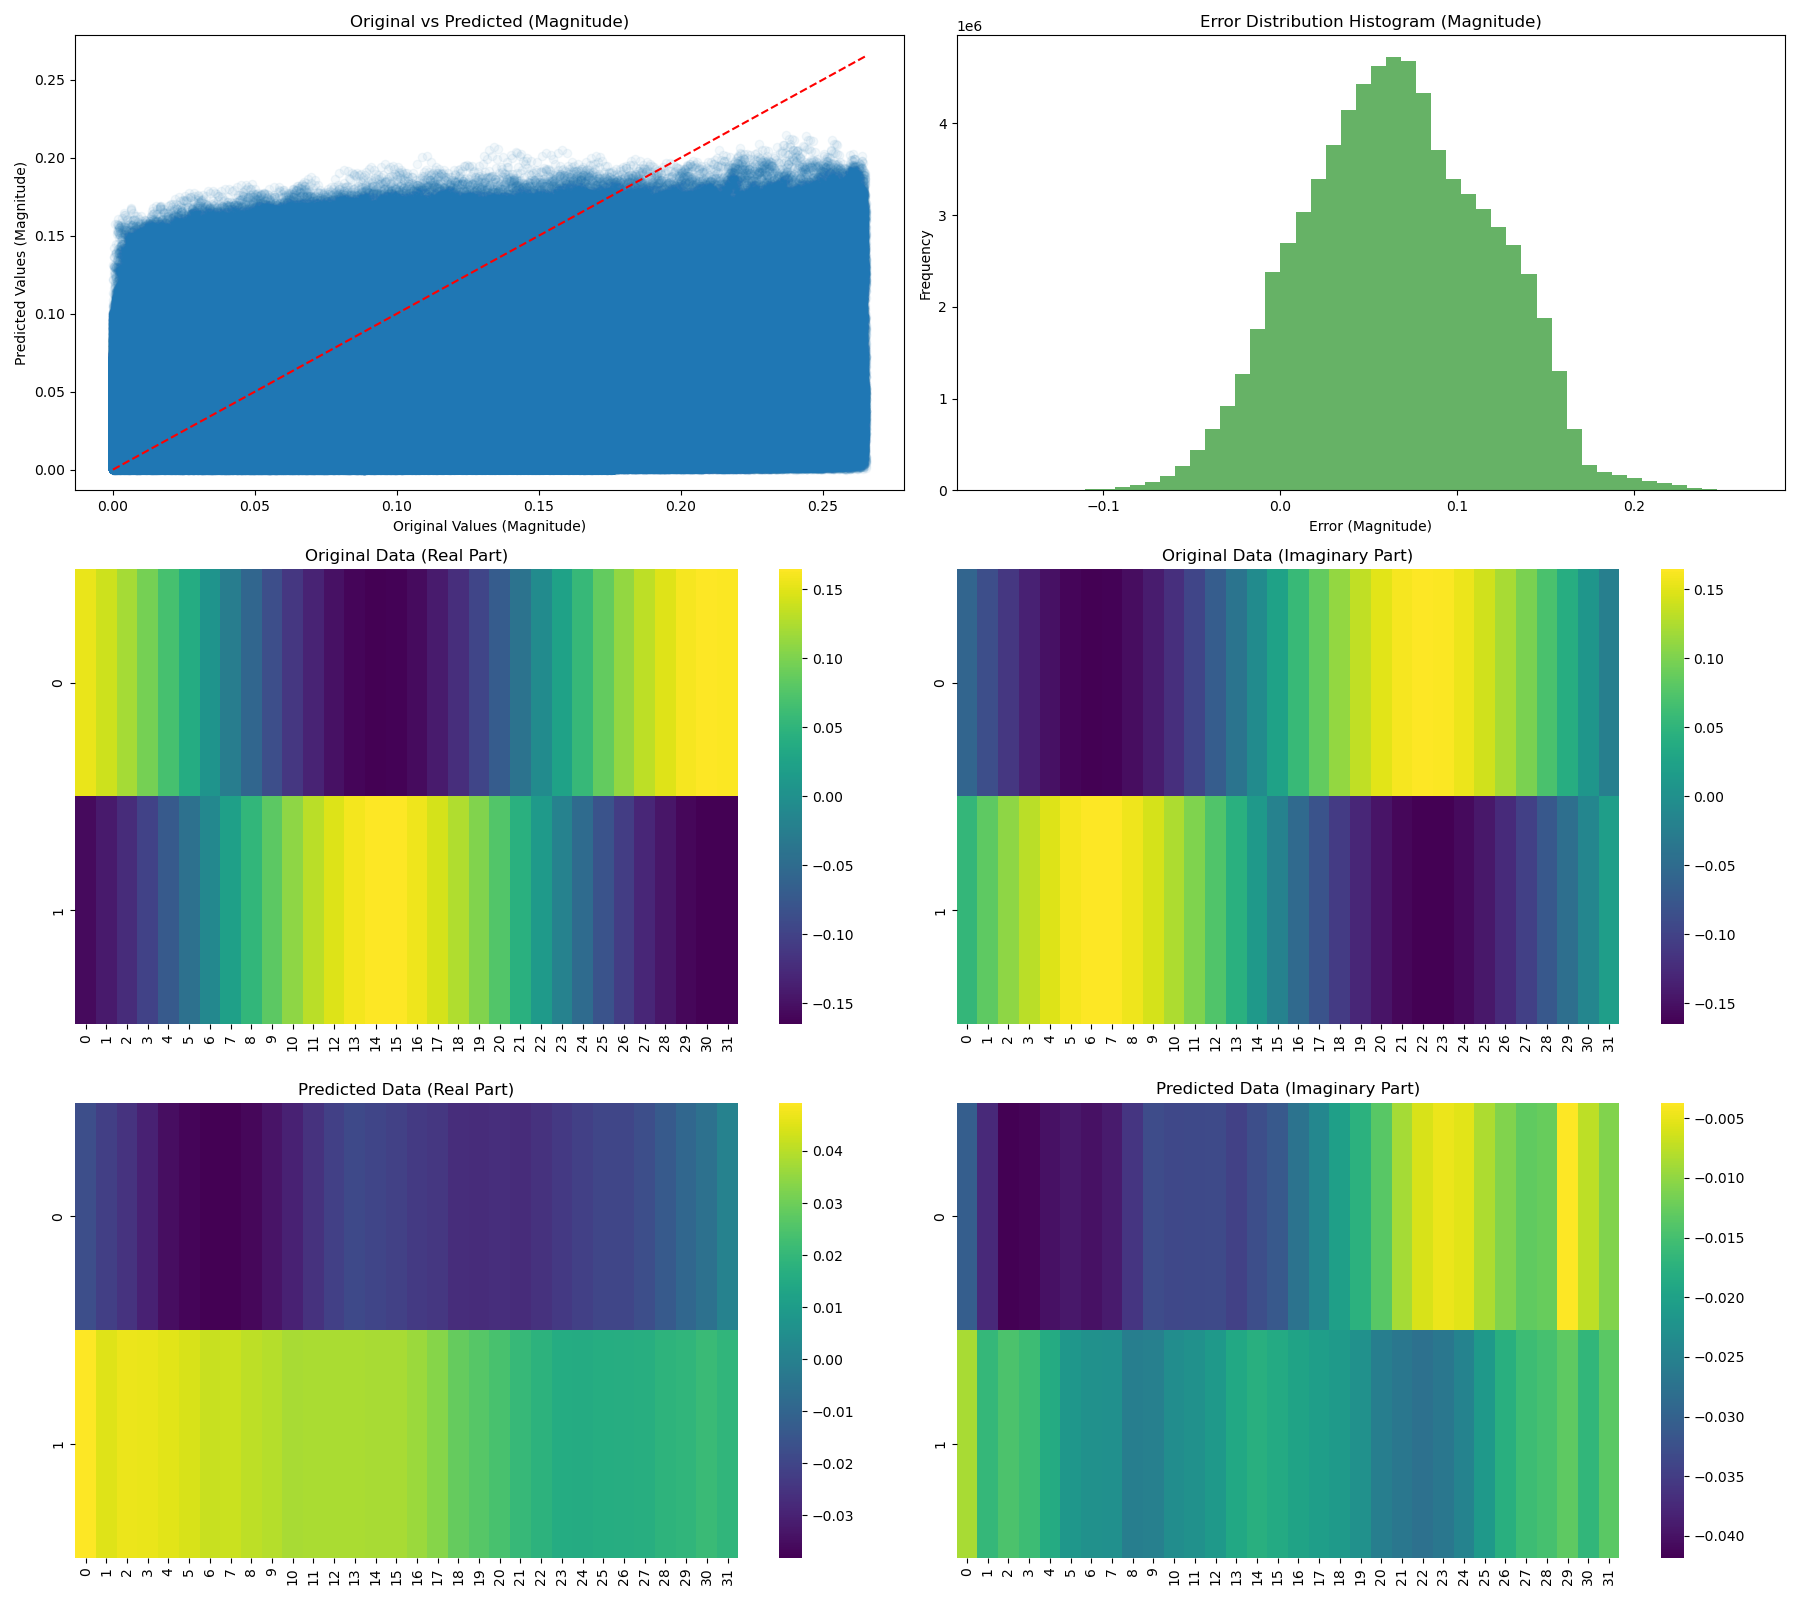 Original vs Predicted (Magnitude)
Predicted Values (Magnitude)
0.25
0.20
0.15
0.10
0.05
0.00
0.00 0.05 0.10 0.15 0.20 0.25
Original Values (Magnitude)
Error Distribution Histogram (Magnitude)
1e6
Frequency
4
3
2
1
0
−0.1 0.0 0.1 0.2
Error (Magnitude)
Original Data (Real Part)
0
1
0 1 2 3 4 5 6 7 8 9 10 11 12 13 14 15 16 17 18 19 20 21 22 23 24 25 26 27 28 29 30 31
0.15
0.10
0.05
0.00
−0.05
−0.10
−0.15
Original Data (Imaginary Part)
0
1
0 1 2 3 4 5 6 7 8 9 10 11 12 13 14 15 16 17 18 19 20 21 22 23 24 25 26 27 28 29 30 31
0.15
0.10
0.05
0.00
−0.05
−0.10
−0.15
Predicted Data (Real Part)
0
1
0 1 2 3 4 5 6 7 8 9 10 11 12 13 14 15 16 17 18 19 20 21 22 23 24 25 26 27 28 29 30 31
0.04
0.03
0.02
0.01
0.00
−0.01
−0.02
−0.03
Predicted Data (Imaginary Part)
0
1
0 1 2 3 4 5 6 7 8 9 10 11 12 13 14 15 16 17 18 19 20 21 22 23 24 25 26 27 28 29 30 31
−0.005
−0.010
−0.015
−0.020
−0.025
−0.030
−0.035
−0.040